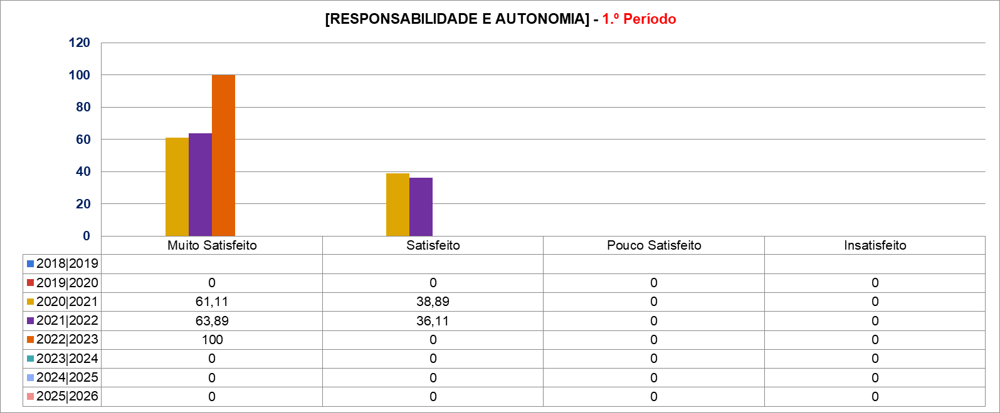 [RESPONSABILIDADE E AUTONOMIA] - 1.º Período
120
100
80
60
40
20
0
Muito Satisfeito Satisfeito Pouco Satisfeito Insatisfeito
2018|2019
2019|2020 0 0 0 0
2020|2021 61,11 38,89 0 0
2021|2022 63,89 36,11 0 0
2022|2023 100 0 0 0
2023|2024 0 0 0 0
2024|2025 0 0 0 0
2025|2026 0 0 0 0